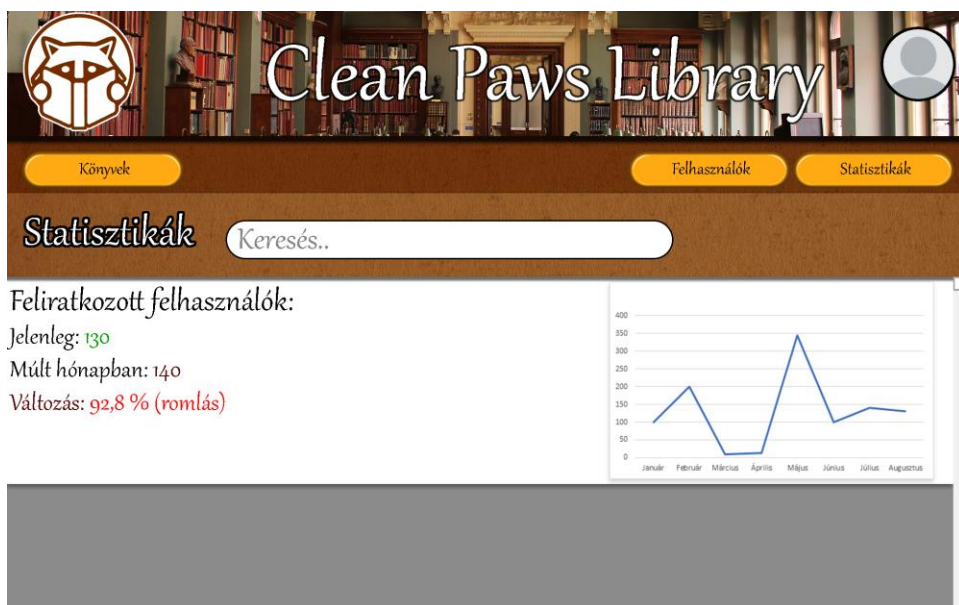 Clean Paws Library
Könyvek
Felhasználók
Statisztikák
Statisztikák
Keresés..
Feliratkozott felhasználók:
Jelenleg: 130
Múlt hónapban: 140
Változás: 92,8 % (romlás)
400
350
300
250
200
150
100
50
0
Január Február Március Április Május Június Július Augusztus